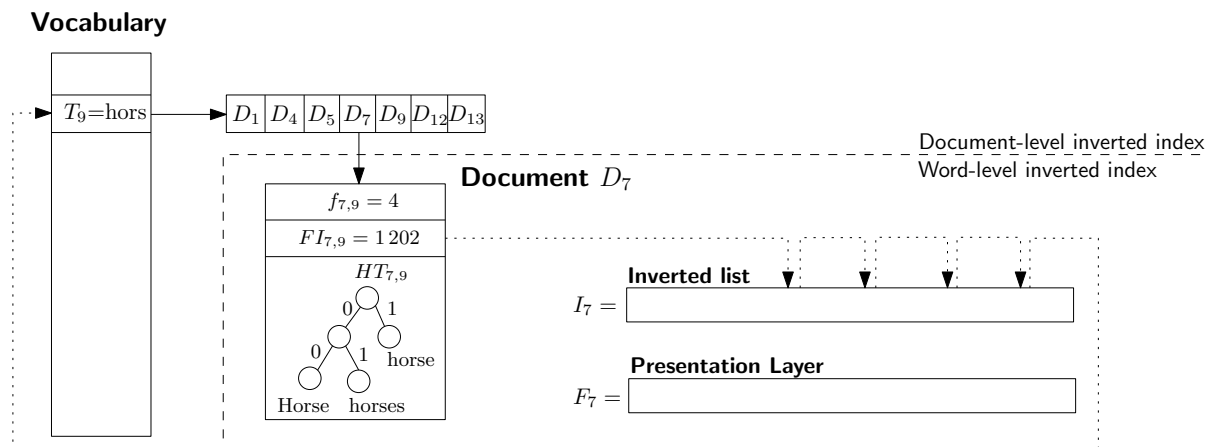 Vocabulary
T₉=hors
D₁ D₄ D₅ D₇ D₉ D₁₂ D₁₃
Document-level inverted index
Word-level inverted index
Document D₇
f₇,₉ = 4
FI₇,₉ = 1 202
HT₇,₉
0 1
0 1
horse
Horse horses
Inverted list
I₇ =
Presentation Layer
F₇ =